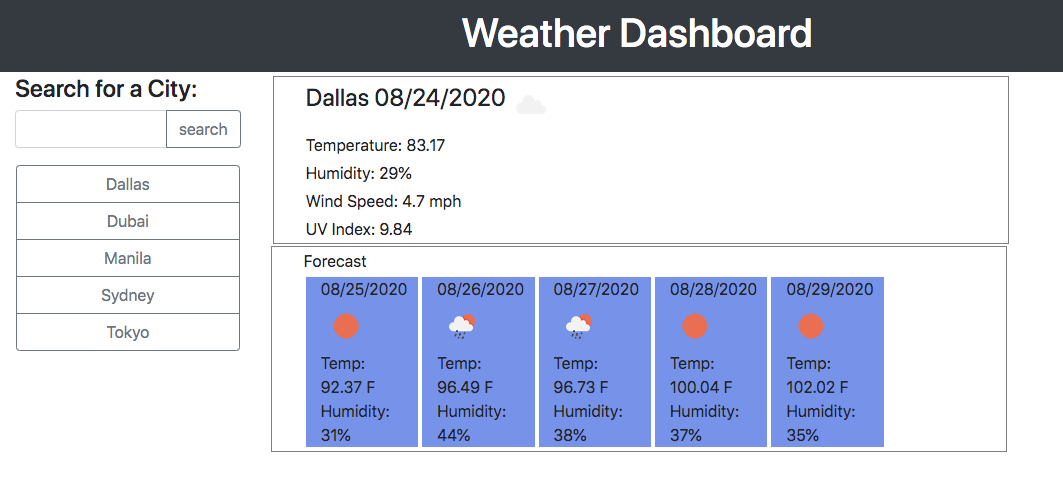 Weather Dashboard
Search for a City:
search
Dallas
Dubai
Manila
Sydney
Tokyo
Dallas 08/24/2020
Temperature: 83.17
Humidity: 29%
Wind Speed: 4.7 mph
UV Index: 9.84
Forecast
08/25/2020
Temp:
92.37 F
Humidity:
31%
08/26/2020
Temp:
96.49 F
Humidity:
44%
08/27/2020
Temp:
96.73 F
Humidity:
38%
08/28/2020
Temp:
100.04 F
Humidity:
37%
08/29/2020
Temp:
102.02 F
Humidity:
35%